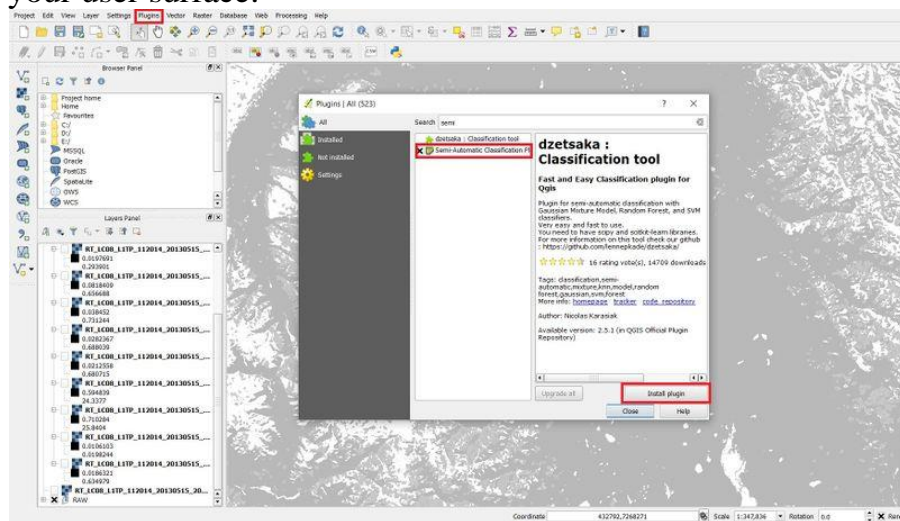 your user surface.
Project Edit View Layer Settings Plugins Vector Raster Database Web Processing Help
Browser Panel
Project home
Home
Favourites
C:/
D:/
E:/
MSSQL
Oracle
PostGIS
SpatiaLite
OWS
WCS
Layers Panel
RT_LC08_L1TP_112014_20130515_...
0.0197691
0.293901
RT_LC08_L1TP_112014_20130515_...
0.0818409
0.656688
RT_LC08_L1TP_112014_20130515_...
0.038452
0.731244
RT_LC08_L1TP_112014_20130515_...
0.0282367
0.688039
RT_LC08_L1TP_112014_20130515_...
0.0212558
0.680715
RT_LC08_L1TP_112014_20130515_...
0.594839
24.3377
RT_LC08_L1TP_112014_20130515_...
0.710204
25.8404
RT_LC08_L1TP_112014_20130515_...
0.0106103
0.0198244
RT_LC08_L1TP_112014_20130515_...
0.0186321
0.634979
RT_LC08_L1TP_112014_20130515_20...
RAW
Plugins | All (523)
All
Installed
Not installed
Settings
Search semi
dzetsaka : Classification tool
Semi-Automatic Classification Pl
dzetsaka :
Classification tool
Fast and Easy Classification plugin for
Qgis
Plugin for semi-automatic classification with
Gaussian Mixture Model, Random Forest, and SVM
classifiers.
Very easy and fast to use.
You need to have scipy and scitkit-learn libraries.
For more information on this tool check our github
: https://github.com/lennepkade/dzetsaka/
16 rating vote(s), 14709 downloads
Tags: classification,semi-
automatic,mixture,knn,model,random
forest,gaussian,svm,forest
More info: homepage tracker code_repository
Author: Nicolas Karasiak
Available version: 2.5.1 (in QGIS Official Plugin
Repository)
Upgrade all
Install plugin
Close
Help
Coordinate 432792,7268271 Scale 1:347,836 Rotation 0.0 Ren